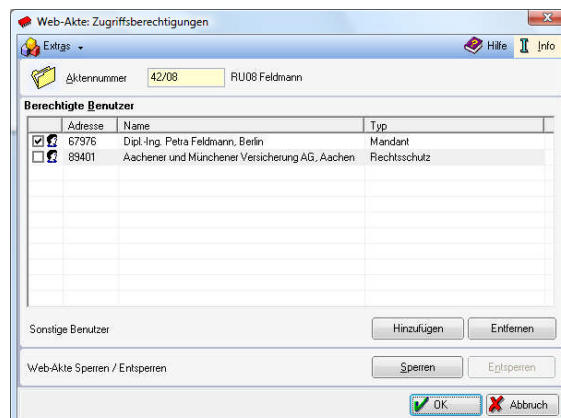 Web-Akte: Zugriffsberechtigungen
Extras Hilfe Info
Aktennummer 42/08 RU08 Feldmann
Berechtigte Benutzer
Adresse Name Typ
67976 Dipl.-Ing. Petra Feldmann, Berlin Mandant
89401 Aachener und Münchener Versicherung AG, Aachen Rechtsschutz
Sonstige Benutzer Hinzufügen Entfernen
Web-Akte Sperren / Entsperren Sperren Entsperren
OK Abbruch